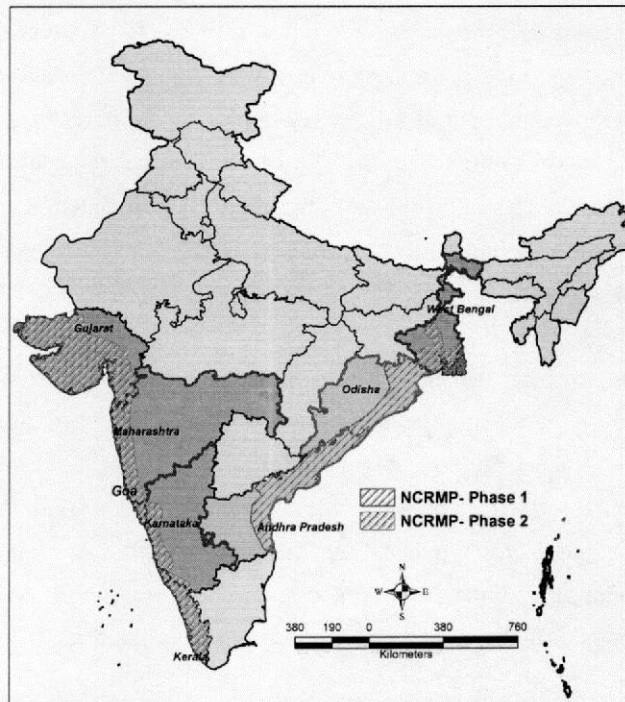 Gujarat
West Bengal
Odisha
Maharashtra
Goa
NCRMP- Phase 1
NCRMP- Phase 2
Karnataka
Andhra Pradesh
N
W E
S
380 190 0 380 760
Kilometers
Kerala